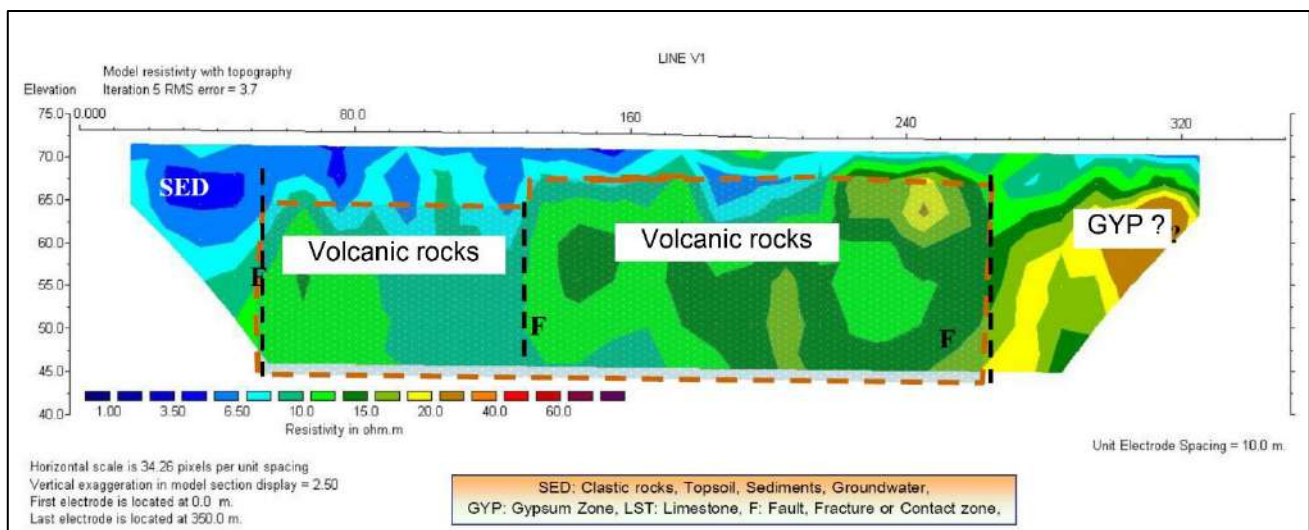 LINE V1
Model resistivity with topography
Elevation Iteration 5 RMS error = 3.7
75.0 0.000 80.0 160 240 320
70.0
SED
65.0
GYP ?
?
Volcanic rocks Volcanic rocks
60.0
F
55.0
F F
50.0
45.0
40.0
1.00 3.50 6.50 10.0 15.0 20.0 40.0 60.0
Resistivity in ohm.m
Unit Electrode Spacing = 10.0 m.
Horizontal scale is 34.26 pixels per unit spacing
Vertical exaggeration in model section display = 2.50
First electrode is located at 0.0 m.
Last electrode is located at 350.0 m.
SED: Clastic rocks, Topsoil, Sediments, Groundwater,
GYP: Gypsum Zone, LST: Limestone, F: Fault, Fracture or Contact zone,